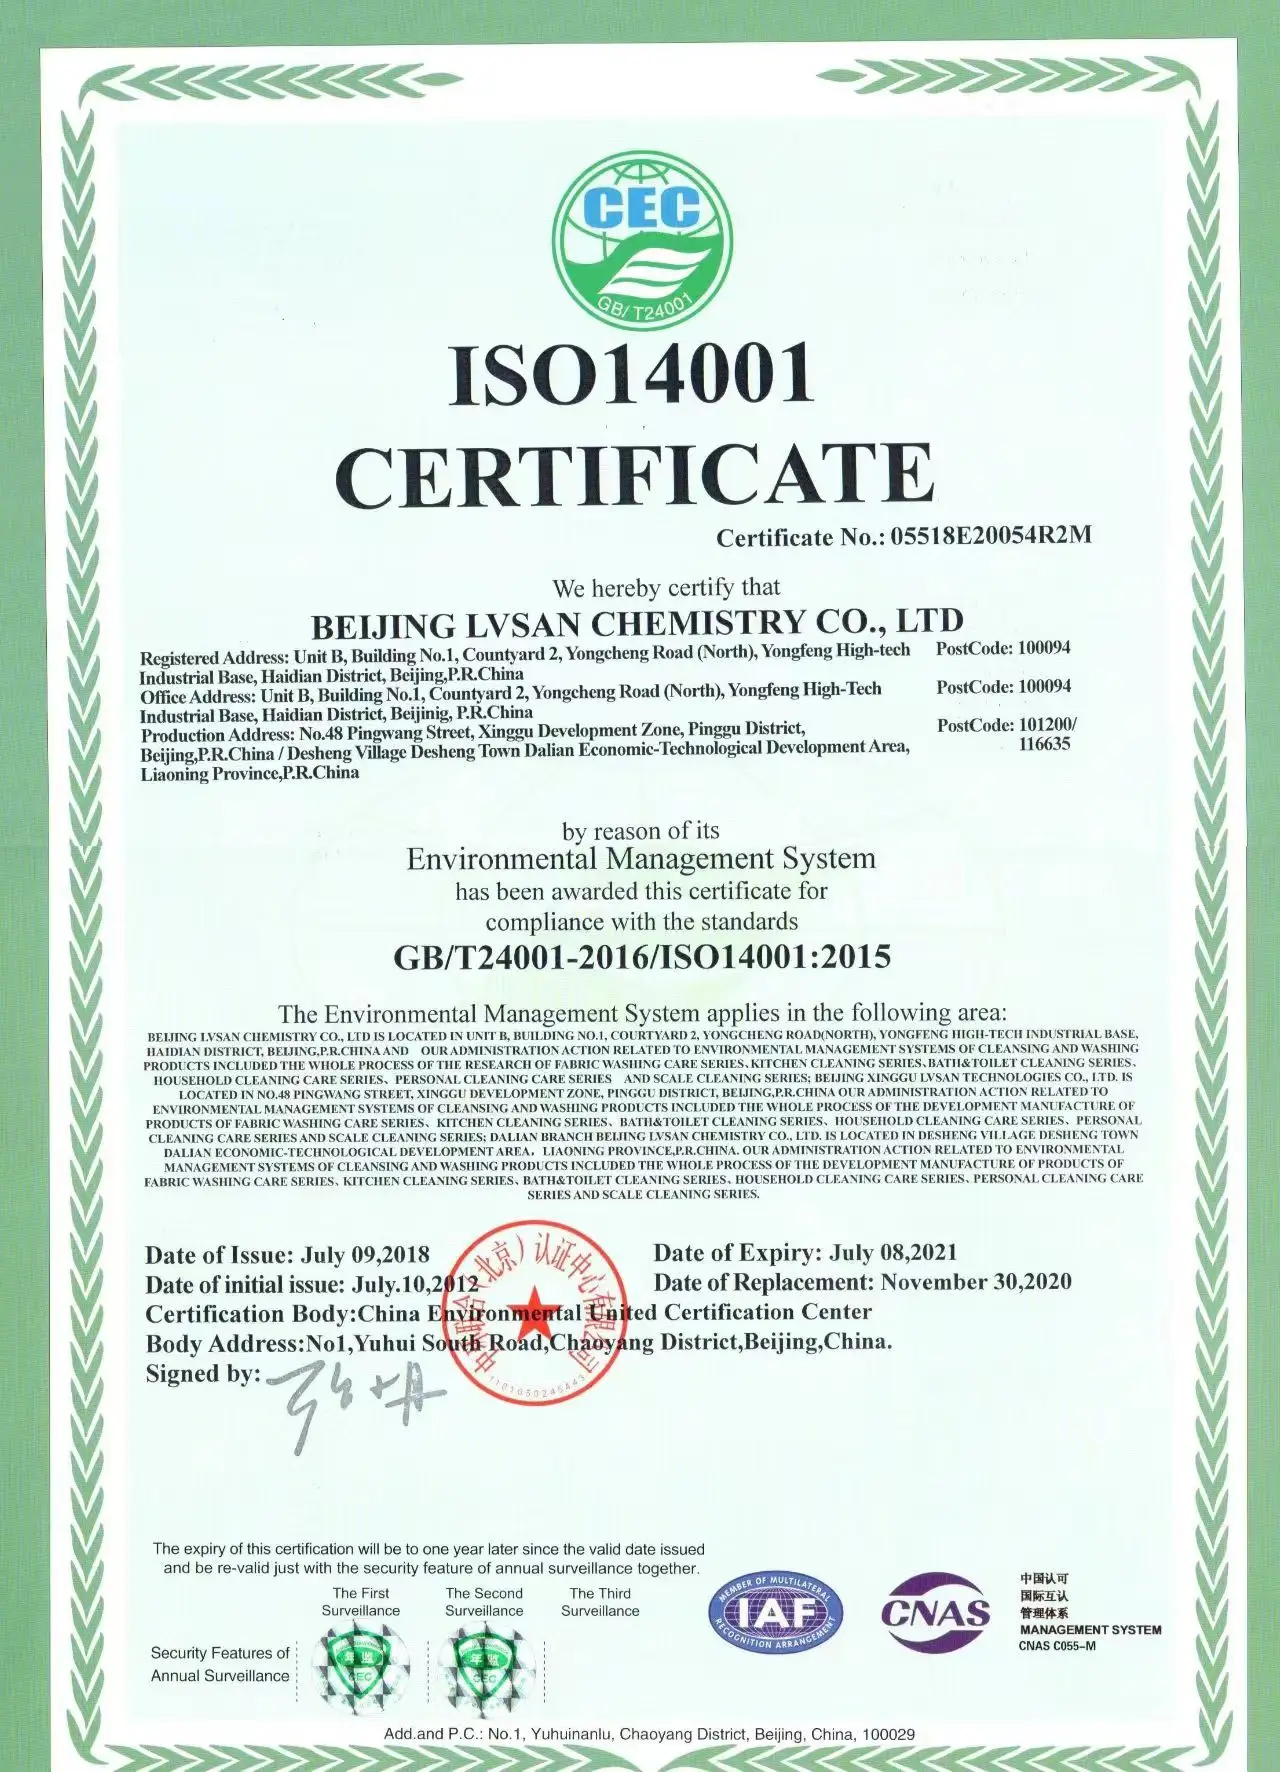 CEC
GB/T24001
ISO14001
CERTIFICATE
Certificate No.: 05518E20054R2M
We hereby certify that
BEIJING LVSAN CHEMISTRY CO., LTD
Registered Address: Unit B, Building No.1, Countyard 2, Yongcheng Road (North), Yongfeng High-tech PostCode: 100094
Industrial Base, Haidian District, Beijing,P.R.China
Office Address: Unit B, Building No.1, Countyard 2, Yongcheng Road (North), Yongfeng High-Tech PostCode: 100094
Industrial Base, Haidian District, Beijinig, P.R.China
Production Address: No.48 Pingwang Street, Xinggu Development Zone, Pinggu District, PostCode: 101200/
Beijing,P.R.China / Desheng Village Desheng Town Dalian Economic-Technological Development Area, 116635
Liaoning Province,P.R.China
by reason of its
Environmental Management System
has been awarded this certificate for
compliance with the standards
GB/T24001-2016/ISO14001:2015
The Environmental Management System applies in the following area:
BEIJING LVSAN CHEMISTRY CO., LTD IS LOCATED IN UNIT B, BUILDING NO.1, COURTYARD 2, YONGCHENG ROAD(NORTH), YONGFENG HIGH-TECH INDUSTRIAL BASE,
HAIDIAN DISTRICT, BEIJING,P.R.CHINA AND OUR ADMINISTRATION ACTION RELATED TO ENVIRONMENTAL MANAGEMENT SYSTEMS OF CLEANSING AND WASHING
PRODUCTS INCLUDED THE WHOLE PROCESS OF THE RESEARCH OF FABRIC WASHING CARE SERIES、KITCHEN CLEANING SERIES、BATH&TOILET CLEANING SERIES、
HOUSEHOLD CLEANING CARE SERIES、PERSONAL CLEANING CARE SERIES AND SCALE CLEANING SERIES; BEIJING XINGGU LVSAN TECHNOLOGIES CO., LTD. IS
LOCATED IN NO.48 PINGWANG STREET, XINGGU DEVELOPMENT ZONE, PINGGU DISTRICT, BEIJING,P.R.CHINA OUR ADMINISTRATION ACTION RELATED TO
ENVIRONMENTAL MANAGEMENT SYSTEMS OF CLEANSING AND WASHING PRODUCTS INCLUDED THE WHOLE PROCESS OF THE DEVELOPMENT MANUFACTURE OF
PRODUCTS OF FABRIC WASHING CARE SERIES、KITCHEN CLEANING SERIES、BATH&TOILET CLEANING SERIES、HOUSEHOLD CLEANING CARE SERIES、PERSONAL
CLEANING CARE SERIES AND SCALE CLEANING SERIES; DALIAN BRANCH BEIJING LVSAN CHEMISTRY CO., LTD. IS LOCATED IN DESHENG VILLAGE DESHENG TOWN
DALIAN ECONOMIC-TECHNOLOGICAL DEVELOPMENT AREA，LIAONING PROVINCE,P.R.CHINA. OUR ADMINISTRATION ACTION RELATED TO ENVIRONMENTAL
MANAGEMENT SYSTEMS OF CLEANSING AND WASHING PRODUCTS INCLUDED THE WHOLE PROCESS OF THE DEVELOPMENT MANUFACTURE OF PRODUCTS OF
FABRIC WASHING CARE SERIES、KITCHEN CLEANING SERIES、BATH&TOILET CLEANING SERIES、HOUSEHOLD CLEANING CARE SERIES、PERSONAL CLEANING CARE
SERIES AND SCALE CLEANING SERIES.
Date of Issue: July 09,2018 Date of Expiry: July 08,2021
Date of initial issue: July.10,2012 Date of Replacement: November 30,2020
Certification Body:China Environmental United Certification Center
Body Address:No1,Yuhui South Road,Chaoyang District,Beijing,China.
Signed by:
（北京）认证中心有限公司
1101050245443
The expiry of this certification will be to one year later since the valid date issued
and be re-valid just with the security feature of annual surveillance together.
The First The Second The Third
Surveillance Surveillance Surveillance
Security Features of
Annual Surveillance
年监
CEC
年监
CEC
MEMBER OF MULTILATERAL
IAF
RECOGNITION ARRANGEMENT
CNAS
中国认可
国际互认
管理体系
MANAGEMENT SYSTEM
CNAS C055-M
Add.and P.C.: No.1, Yuhuinanlu, Chaoyang District, Beijing, China, 100029